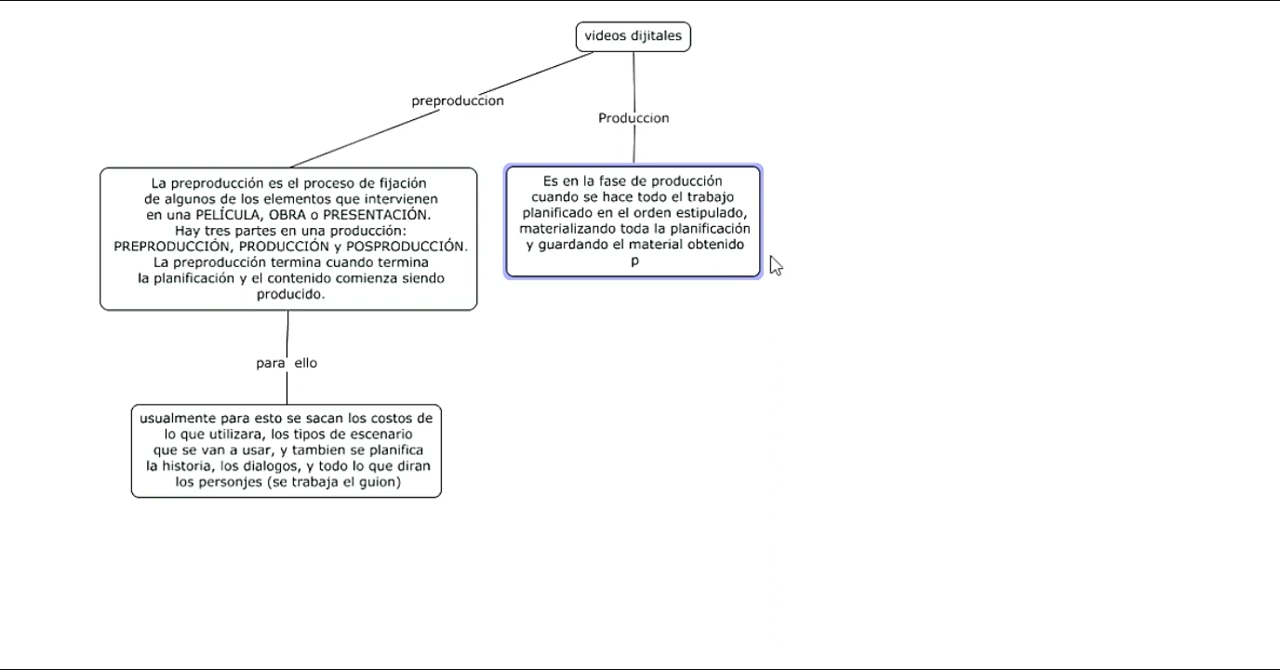 videos dijitales
preproduccion
Produccion
La preproducción es el proceso de fijación
de algunos de los elementos que intervienen
en una PELÍCULA, OBRA o PRESENTACIÓN.
Hay tres partes en una producción:
PREPRODUCCIÓN, PRODUCCIÓN y POSPRODUCCIÓN.
La preproducción termina cuando termina
la planificación y el contenido comienza siendo
producido.
Es en la fase de producción
cuando se hace todo el trabajo
planificado en el orden estipulado,
materializando toda la planificación
y guardando el material obtenido
p
para ello
usualmente para esto se sacan los costos de
lo que utilizara, los tipos de escenario
que se van a usar, y tambien se planifica
la historia, los dialogos, y todo lo que diran
los personjes (se trabaja el guion)